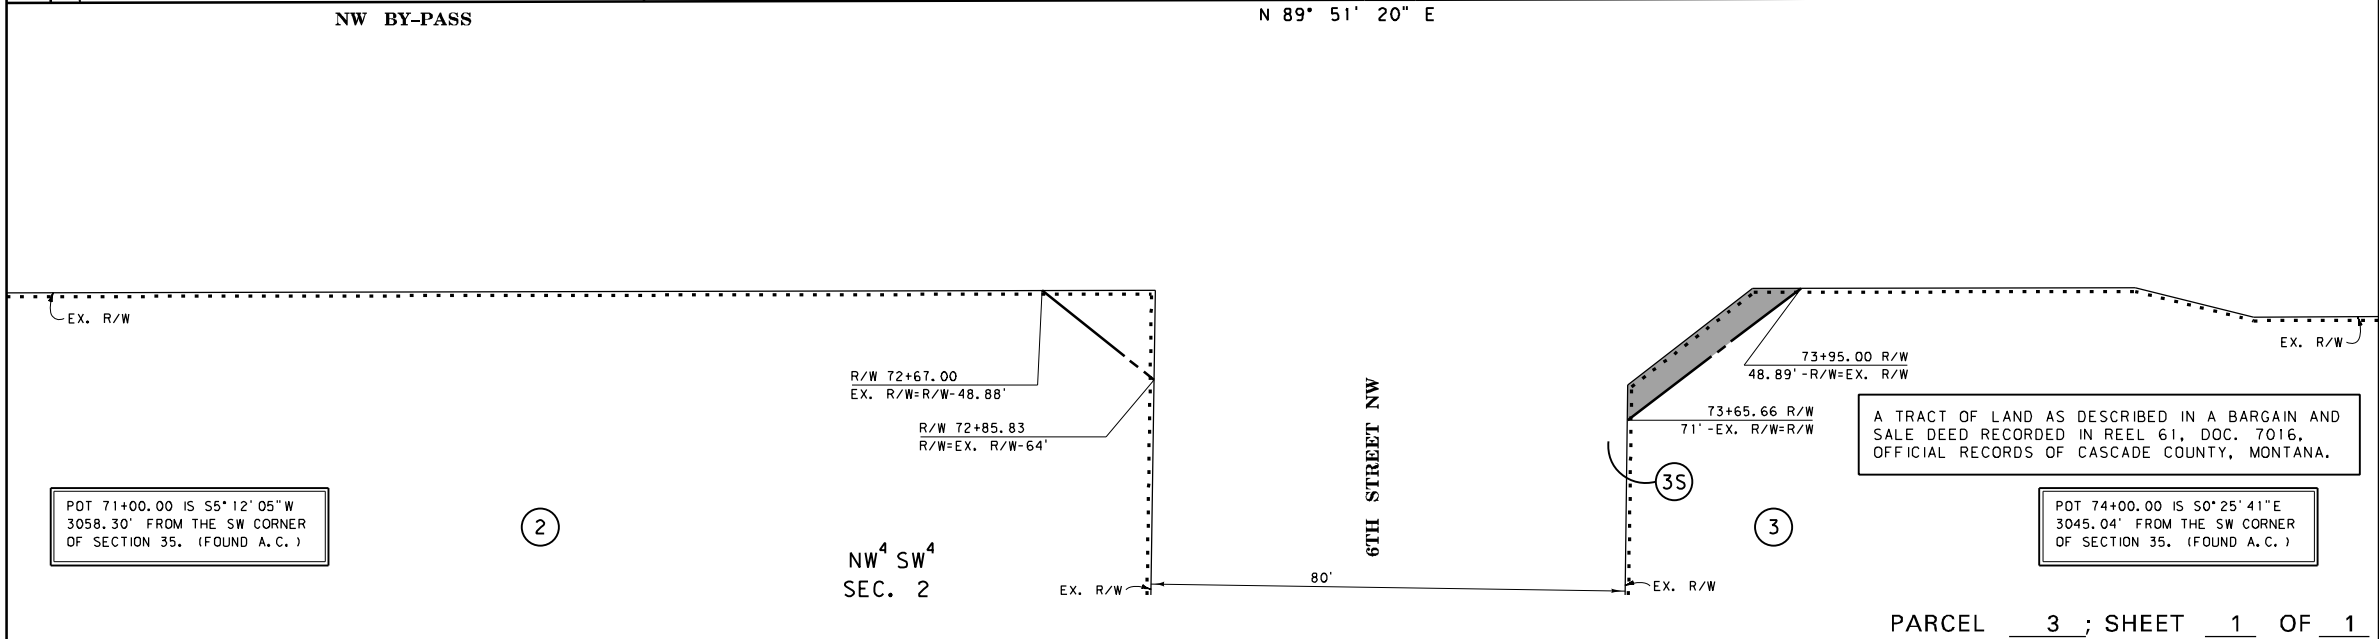 NW BY-PASS
N 89° 51' 20" E
EX. R/W
EX. R/W
R/W 72+67.00
EX. R/W=R/W-48.88'
R/W 72+85.83
R/W=EX. R/W-64'
73+95.00 R/W
48.89'-R/W=EX. R/W
73+65.66 R/W
71'-EX. R/W=R/W
6TH STREET NW
A TRACT OF LAND AS DESCRIBED IN A BARGAIN AND
SALE DEED RECORDED IN REEL 61, DOC. 7016,
OFFICIAL RECORDS OF CASCADE COUNTY, MONTANA.
3S
POT 71+00.00 IS S5°12'05"W
3058.30' FROM THE SW CORNER
OF SECTION 35. (FOUND A.C.)
2
3
POT 74+00.00 IS S0°25'41"E
3045.04' FROM THE SW CORNER
OF SECTION 35. (FOUND A.C.)
NW⁴ SW⁴
SEC. 2
EX. R/W
80'
EX. R/W
PARCEL 3 ; SHEET 1 OF 1